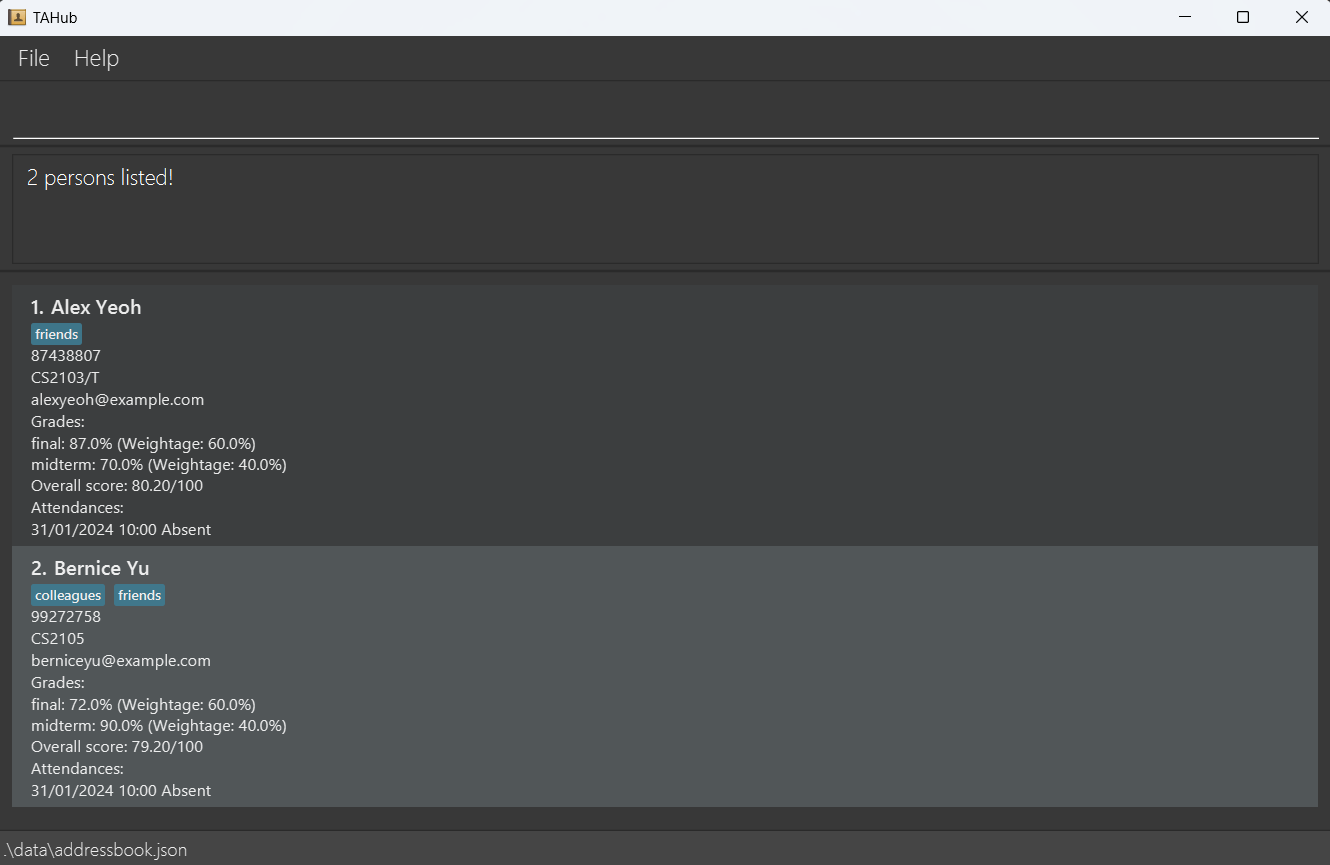 TAHub
File Help
2 persons listed!
1. Alex Yeoh
friends
87438807
CS2103/T
alexyeoh@example.com
Grades:
final: 87.0% (Weightage: 60.0%)
midterm: 70.0% (Weightage: 40.0%)
Overall score: 80.20/100
Attendances:
31/01/2024 10:00 Absent
2. Bernice Yu
colleagues friends
99272758
CS2105
berniceyu@example.com
Grades:
final: 72.0% (Weightage: 60.0%)
midterm: 90.0% (Weightage: 40.0%)
Overall score: 79.20/100
Attendances:
31/01/2024 10:00 Absent
.\data\addressbook.json